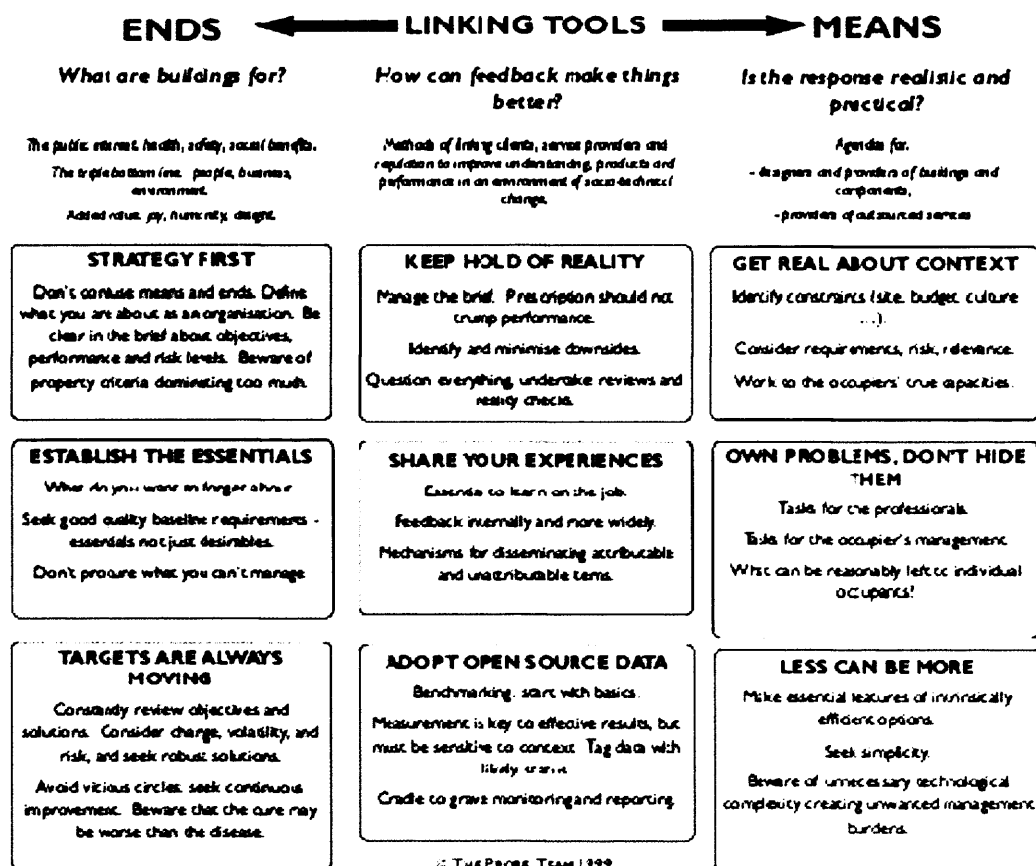 ENDS LINKING TOOLS MEANS
What are buildings for?
The public interest, health, safety, social benefits.
The triple bottom line: people, business,
environment.
Added value: joy, humanity, delight.
STRATEGY FIRST
Don't confuse means and ends. Define
what you are about as an organisation. Be
clear in the brief about objectives,
performance and risk levels. Beware of
property criteria dominating too much.
ESTABLISH THE ESSENTIALS
What do you want to forget about
Seek good quality baseline requirements -
essentials not just desirables.
Don't procure what you can't manage
TARGETS ARE ALWAYS
MOVING
Constantly review objectives and
solutions. Consider change, volatility, and
risk, and seek robust solutions.
Avoid vicious circles: seek continuous
improvement. Beware that the cure may
be worse than the disease.
How can feedback make things
better?
Methods of linking clients, service providers and
regulation to improve understanding, products and
performance in an environment of socio-technical
change.
KEEP HOLD OF REALITY
Manage the brief. Prescription should not
trump performance.
Identify and minimise downsides.
Question everything, undertake reviews and
reality checks.
SHARE YOUR EXPERIENCES
Essential to learn on the job.
Feedback internally and more widely.
Mechanisms for disseminating attributable
and unattributable items.
ADOPT OPEN SOURCE DATA
Benchmarking: start with basics.
Measurement is key to effective results, but
must be sensitive to context. Tag data with
likely
Cradle to grave monitoring and reporting.
© THE PROBE TEAM 1999
Is the response realistic and
practical?
Agendas for:
- designers and providers of buildings and
components,
- providers of outsourced services
GET REAL ABOUT CONTEXT
Identify constraints (site, budget, culture
...).
Consider requirements, risk, relevance.
Work to the occupiers' true capacities.
OWN PROBLEMS, DON'T HIDE
THEM
Tasks for the professionals.
Tasks for the occupier's management
What can be reasonably left to individual
occupants?
LESS CAN BE MORE
Make essential features of intrinsically
efficient options.
Seek simplicity.
Beware of unnecessary technological
complexity creating unwanted management
burdens.